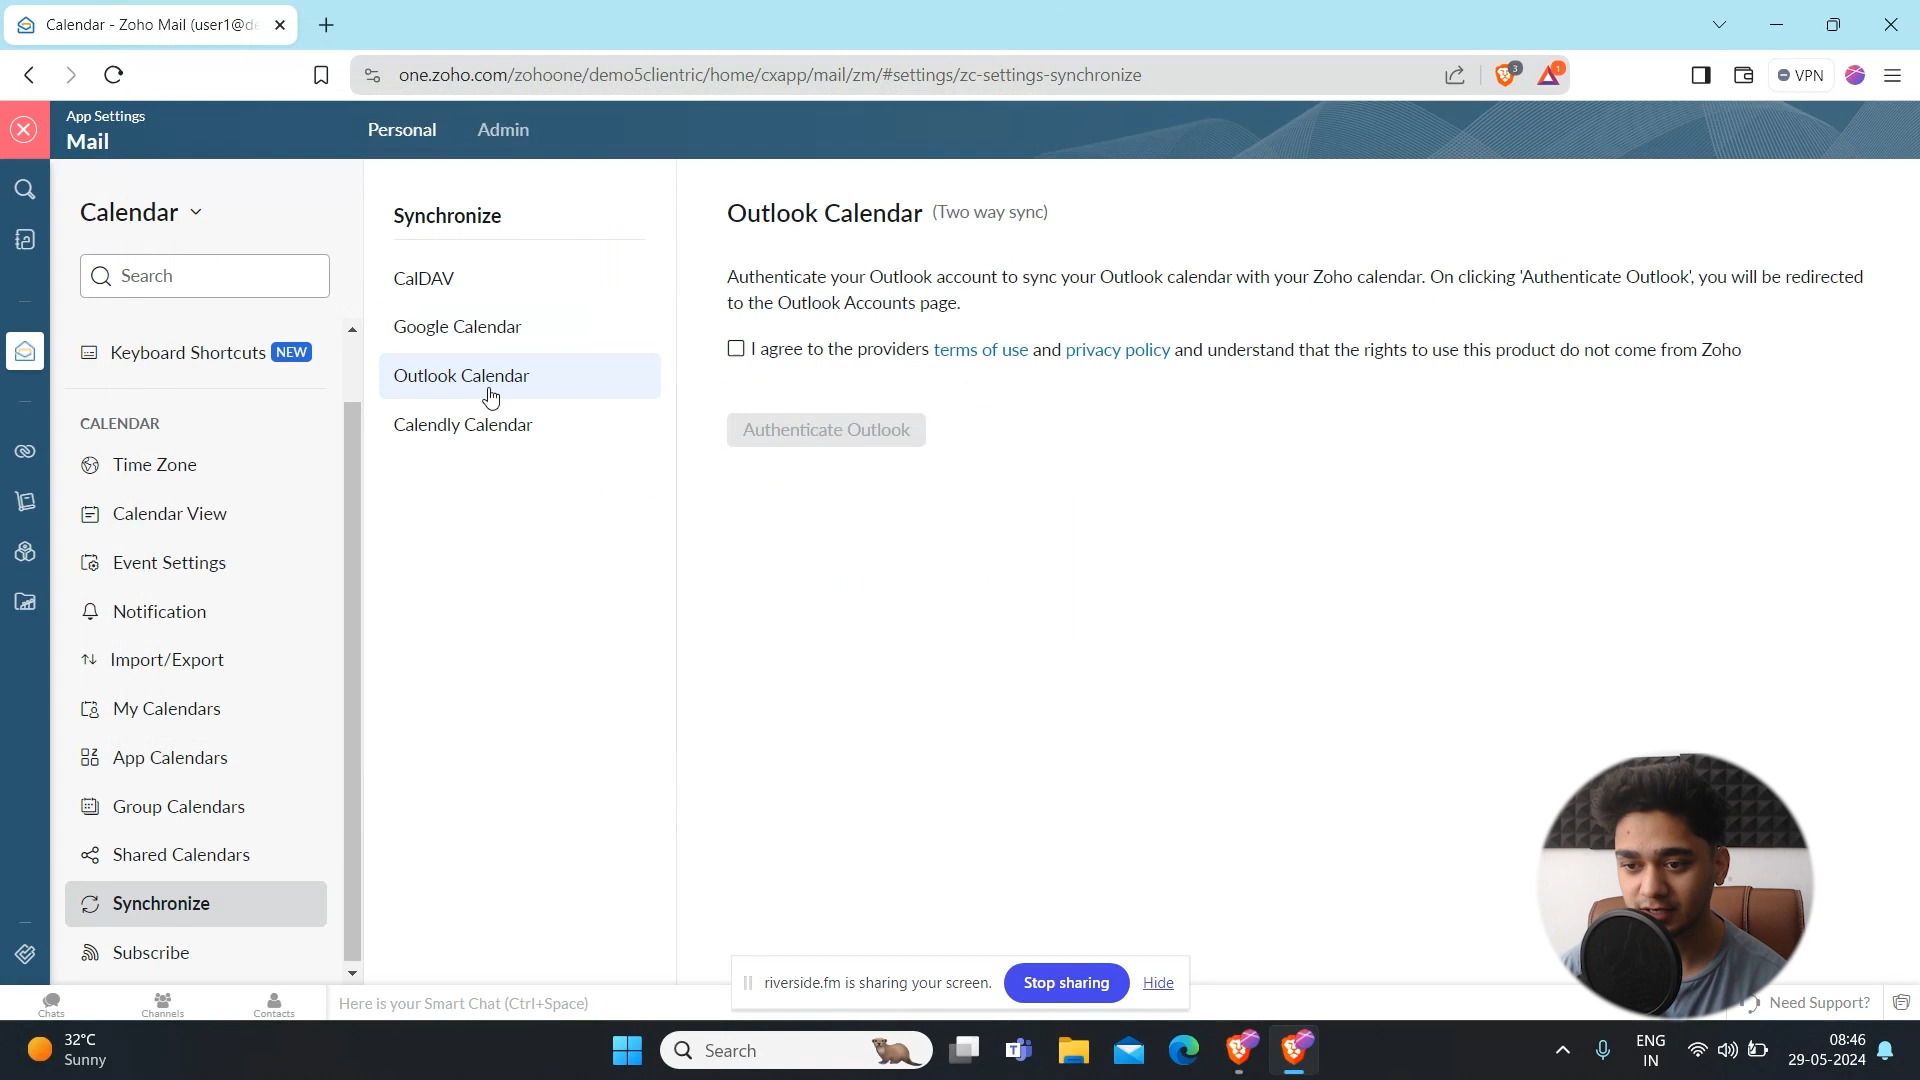 Calendar - Zoho Mail (user1@de
one.zoho.com/zohoone/demo5clientric/home/cxapp/mail/zm/#settings/zc-settings-synchronize
3
1
VPN
App Settings
Mail
Personal
Admin
Calendar
Search
Keyboard Shortcuts NEW
CALENDAR
Time Zone
Calendar View
Event Settings
Notification
Import/Export
My Calendars
App Calendars
Group Calendars
Shared Calendars
Synchronize
Subscribe
Synchronize
CalDAV
Google Calendar
Outlook Calendar
Calendly Calendar
Outlook Calendar (Two way sync)
Authenticate your Outlook account to sync your Outlook calendar with your Zoho calendar. On clicking 'Authenticate Outlook', you will be redirected
to the Outlook Accounts page.
I agree to the providers terms of use and privacy policy and understand that the rights to use this product do not come from Zoho
Authenticate Outlook
riverside.fm is sharing your screen.
Stop sharing
Hide
Chats
Channels
Contacts
Here is your Smart Chat (Ctrl+Space)
Need Support?
32°C
Sunny
Search
ENG
IN
08:46
29-05-2024